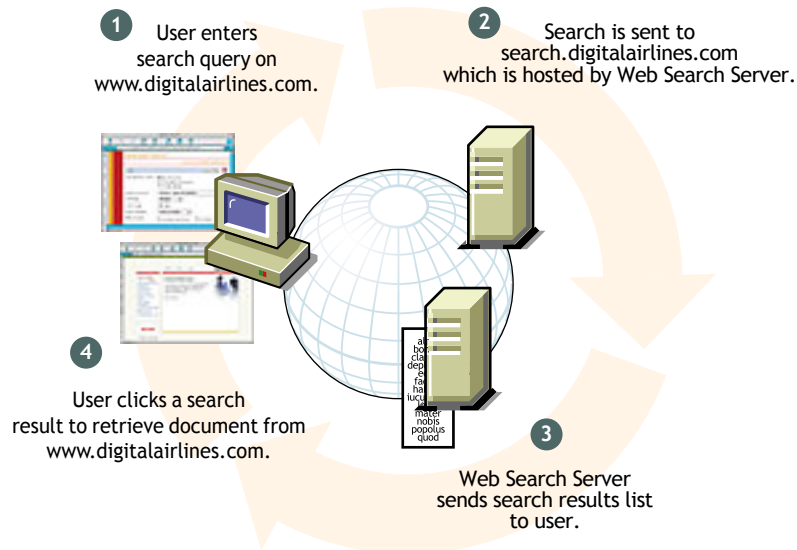 1
User enters
search query on
www.digitalairlines.com.
2
Search is sent to
search.digitalairlines.com
which is hosted by Web Search Server.
4
User clicks a search
result to retrieve document from
www.digitalairlines.com.
mater
nobis
popolus
quod
3
Web Search Server
sends search results list
to user.